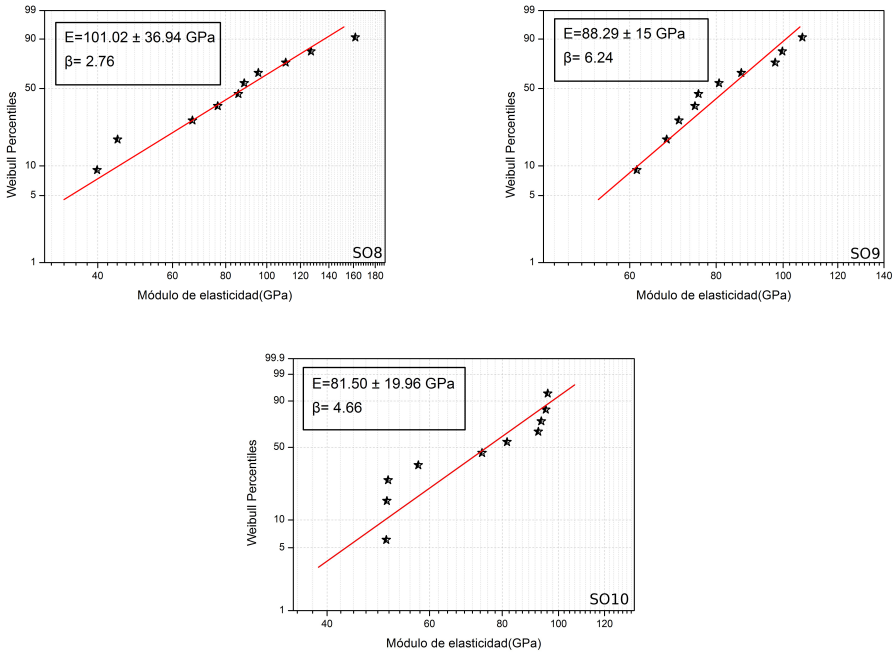 99
90
50
10
5
1
Weibull Percentiles
E=101.02 ± 36.94 GPa
β= 2.76
SO8
40 60 80 100 120 140 160 180
Módulo de elasticidad(GPa)
99
90
50
10
5
1
Weibull Percentiles
E=88.29 ± 15 GPa
β= 6.24
SO9
60 80 100 120 140
Módulo de elasticidad(GPa)
99.9
99
90
50
10
5
1
Weibull Percentiles
E=81.50 ± 19.96 GPa
β= 4.66
SO10
40 60 80 100 120
Módulo de elasticidad(GPa)